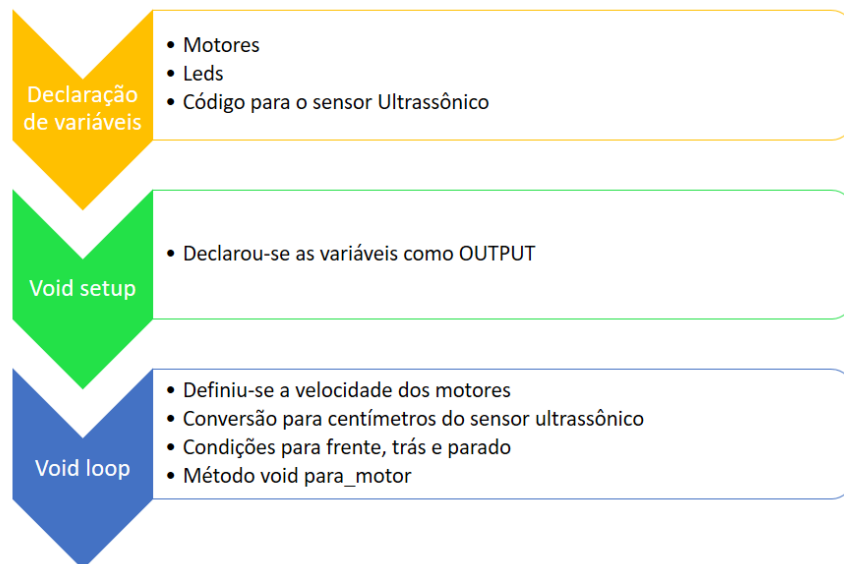 Declaração
de variáveis
• Motores
• Leds
• Código para o sensor Ultrassônico
Void setup
• Declarou-se as variáveis como OUTPUT
Void loop
• Definiu-se a velocidade dos motores
• Conversão para centímetros do sensor ultrassônico
• Condições para frente, trás e parado
• Método void para_motor